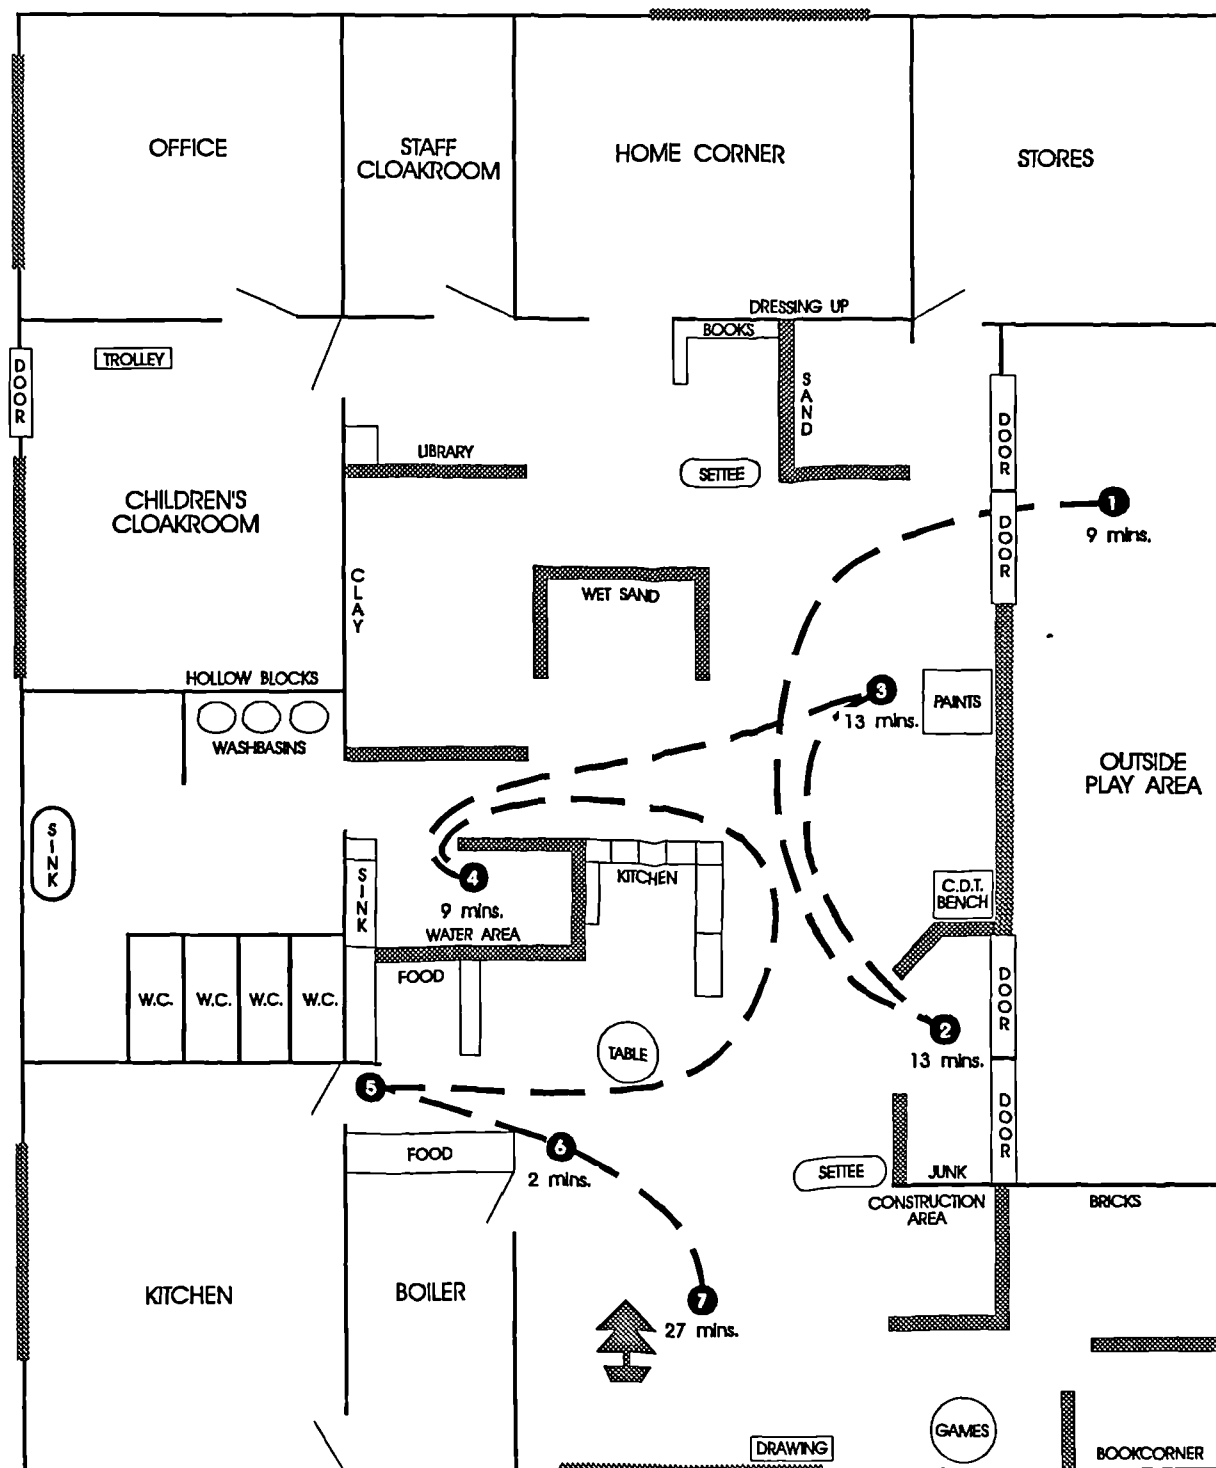 OFFICE
STAFF
CLOAKROOM
HOME CORNER
STORES
DRESSING UP
BOOKS
TROLLEY
DOOR
SAND
DOOR
LIBRARY
SETTEE
CHILDREN'S
CLOAKROOM
1
9 mins.
DOOR
CLAY
WET SAND
HOLLOW BLOCKS
WASHBASINS
3
13 mins.
PAINTS
OUTSIDE
PLAY AREA
SINK
SINK
4
9 mins.
WATER AREA
KITCHEN
C.D.T.
BENCH
FOOD
W.C.
W.C.
W.C.
W.C.
DOOR
2
13 mins.
TABLE
5
DOOR
6
2 mins.
FOOD
SETTEE
JUNK
CONSTRUCTION
AREA
BRICKS
KITCHEN
BOILER
7
27 mins.
GAMES
DRAWING
BOOKCORNER